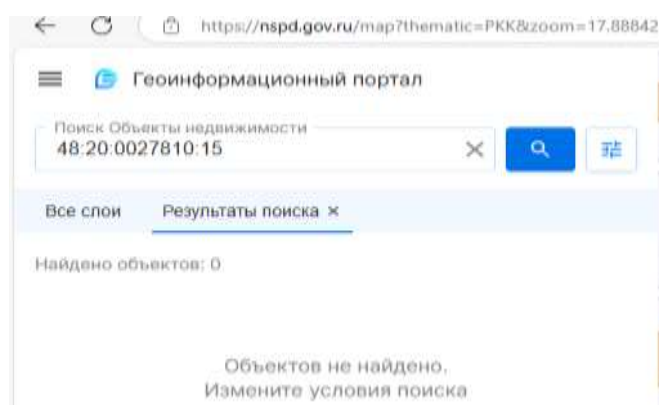 https://nspd.gov.ru/map?thematic=PKK&zoom=17.88842
Геоинформационный портал
Поиск Объекты недвижимости
48:20:0027810:15
Все слои Результаты поиска ×
Найдено объектов: 0
Объектов не найдено.
Измените условия поиска